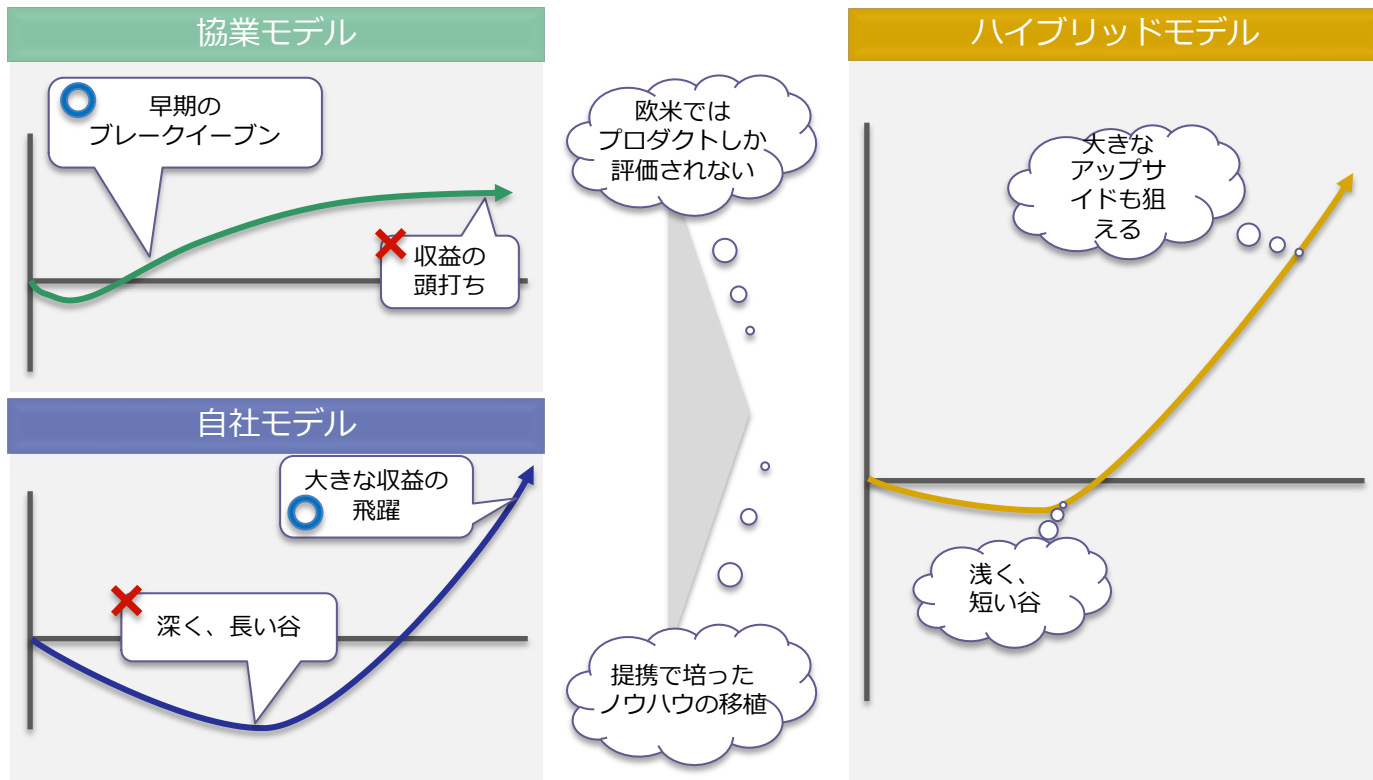 協業モデル
早期の
ブレークイーブン
収益の
頭打ち
自社モデル
大きな収益の
飛躍
深く、長い谷
欧米では
プロダクトしか
評価されない
提携で培った
ノウハウの移植
ハイブリッドモデル
大きな
アップサ
イドも狙
える
浅く、
短い谷